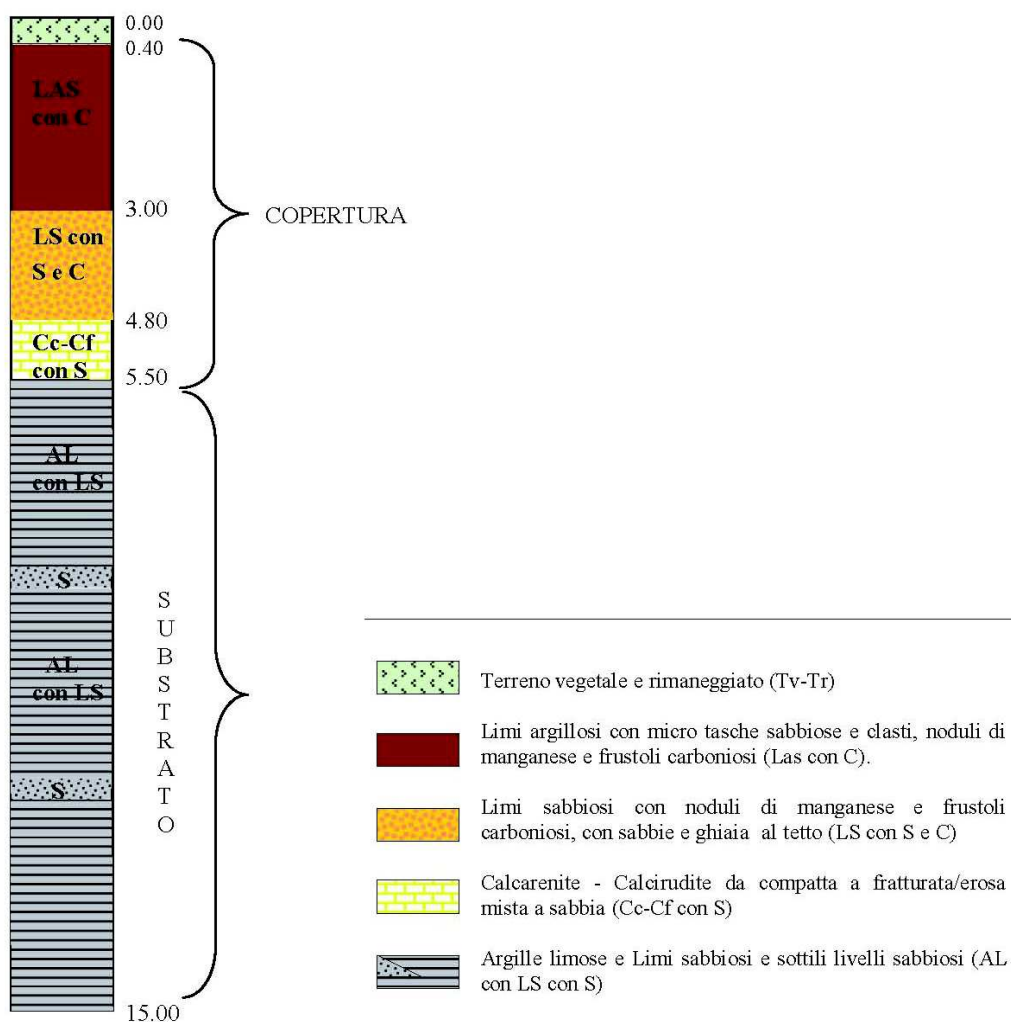 0.00
0.40
LAS
con C
3.00
COPERTURA
LS con
S e C
4.80
Cc-Cf
con S
5.50
AL
con LS
S
SUBSTRATO
AL
con LS
S
15.00
Terreno vegetale e rimaneggiato (Tv-Tr)
Limi argillosi con micro tasche sabbiose e clasti, noduli di
manganese e frustoli carboniosi (Las con C).
Limi sabbiosi con noduli di manganese e frustoli
carboniosi, con sabbie e ghiaia al tetto (LS con S e C)
Calcarenite - Calcirudite da compatta a fratturata/erosa
mista a sabbia (Cc-Cf con S)
Argille limose e Limi sabbiosi e sottili livelli sabbiosi (AL
con LS con S)